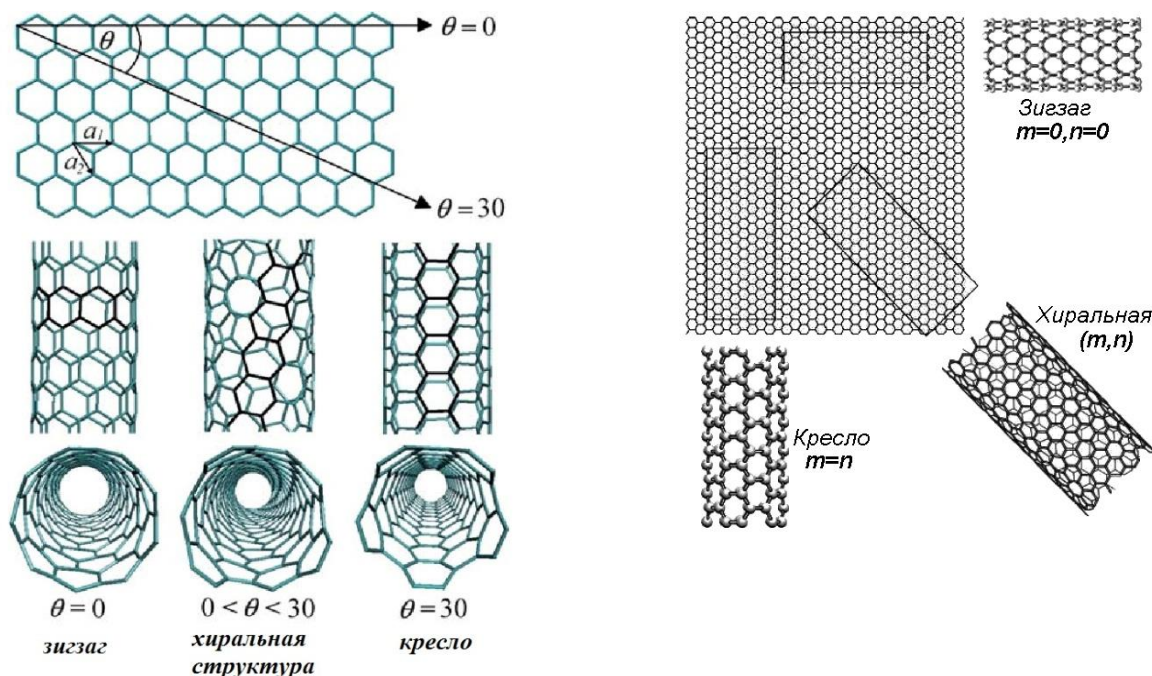 θ = 0
θ
a₁
a₂
θ = 30
θ = 0
0 < θ < 30
θ = 30
зигзаг
хиральная
структура
кресло
Зигзаг
m=0,n=0
Хиральная
(m,n)
Кресло
m=n